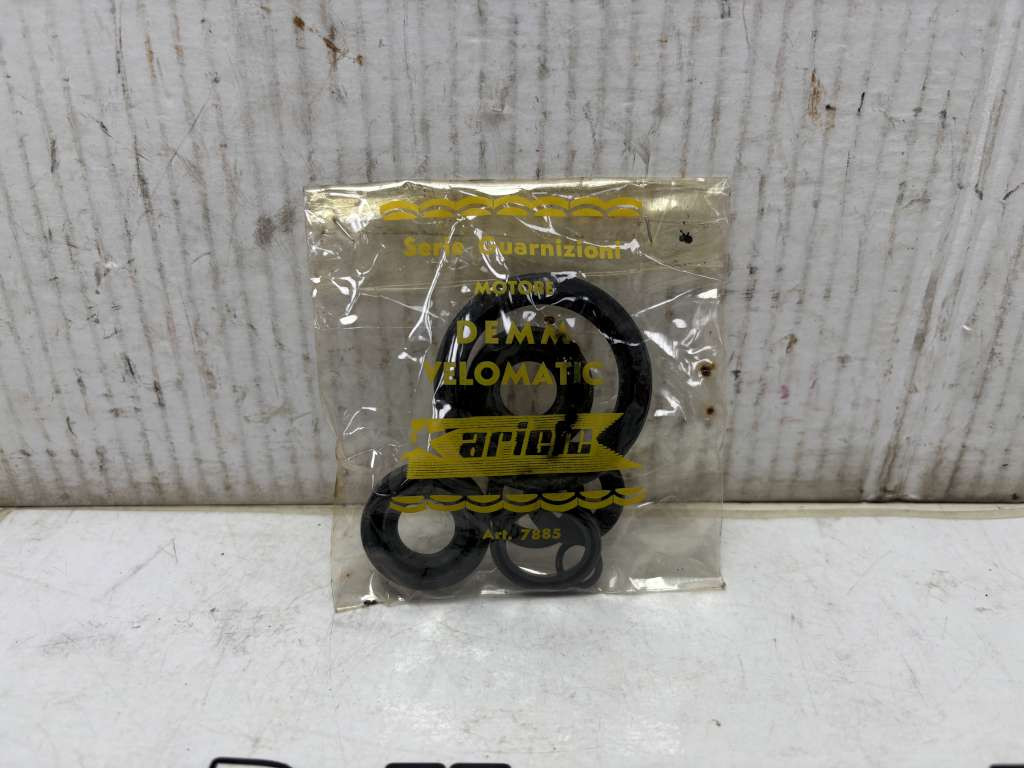 Serie Guarnizioni
MOTORE
DEMM
VELOMATIC
ariete
Art. 7885